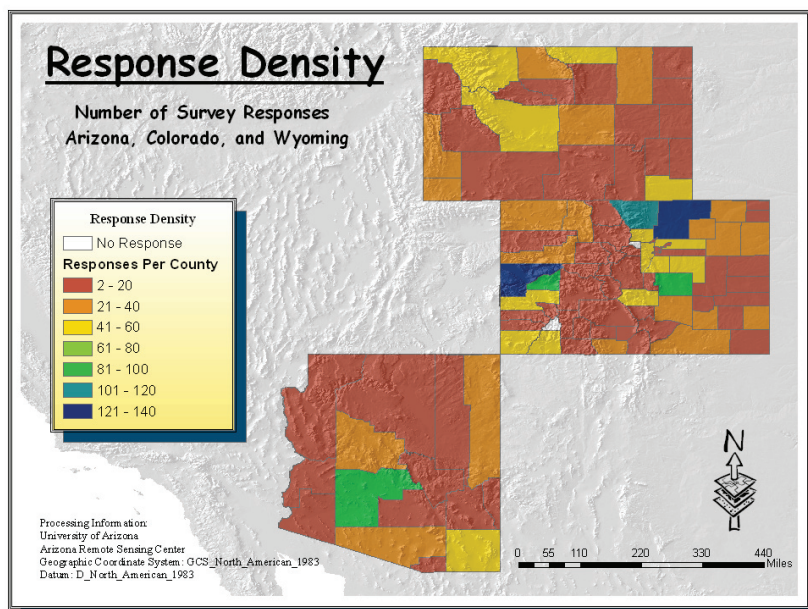 Response Density
Number of Survey Responses
Arizona, Colorado, and Wyoming
Response Density
No Response
Responses Per County
2 - 20
21 - 40
41 - 60
61 - 80
81 - 100
101 - 120
121 - 140
Processing Information:
University of Arizona
Arizona Remote Sensing Center
Geographic Coordinate System : GCS_North_American_1983
Datum : D_North_American_1983
N
0 55 110 220 330 440
Miles